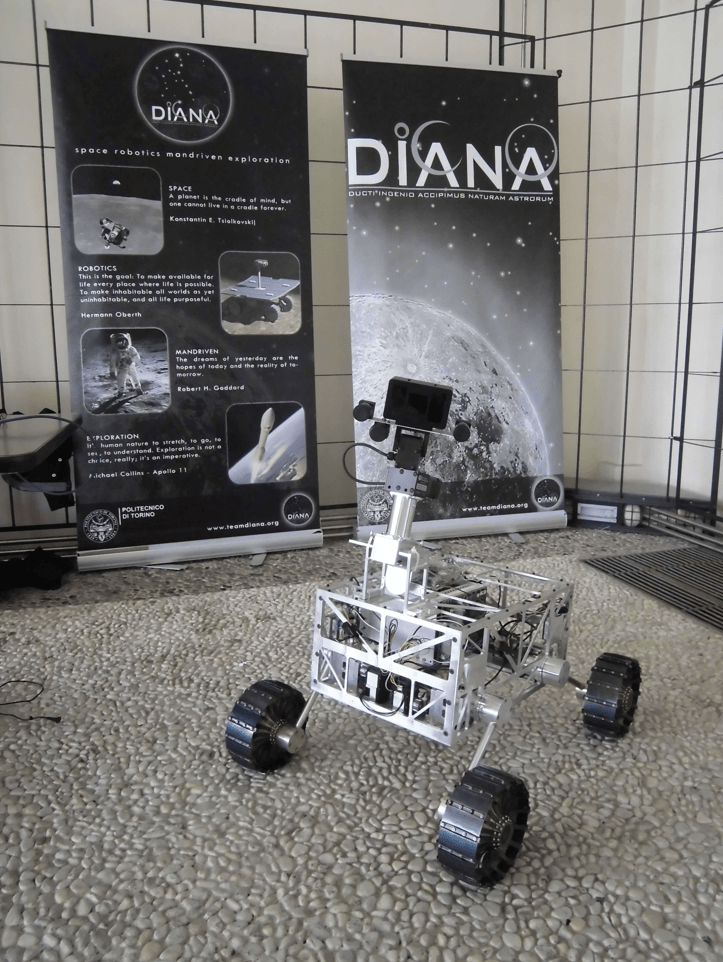 DIANA
space robotics mandriven exploration
SPACE
A planet is the cradle of mind, but
one cannot live in a cradle forever.
Konstantin E. Tsialkovskij
ROBOTICS
This is the goal: To make available for
life every place where life is possible.
To make inhabitable all worlds as yet
uninhabitable, and all life purposeful.
Hermann Oberth
MANDRIVEN
The dreams of yesterday are the
hopes of today and the reality of to-
morrow.
Robert H. Goddard
EXPLORATION
It's human nature to stretch, to go, to
see, to understand. Exploration is not a
choice, really; it's an imperative.
Michael Collins - Apollo 11
POLITECNICO
DI TORINO
www.teamdiana.org
DIANA
DIANA
DUCTI INGENIO ACCIPIMUS NATURAM ASTRORUM
www.teamdiana.org
DIANA